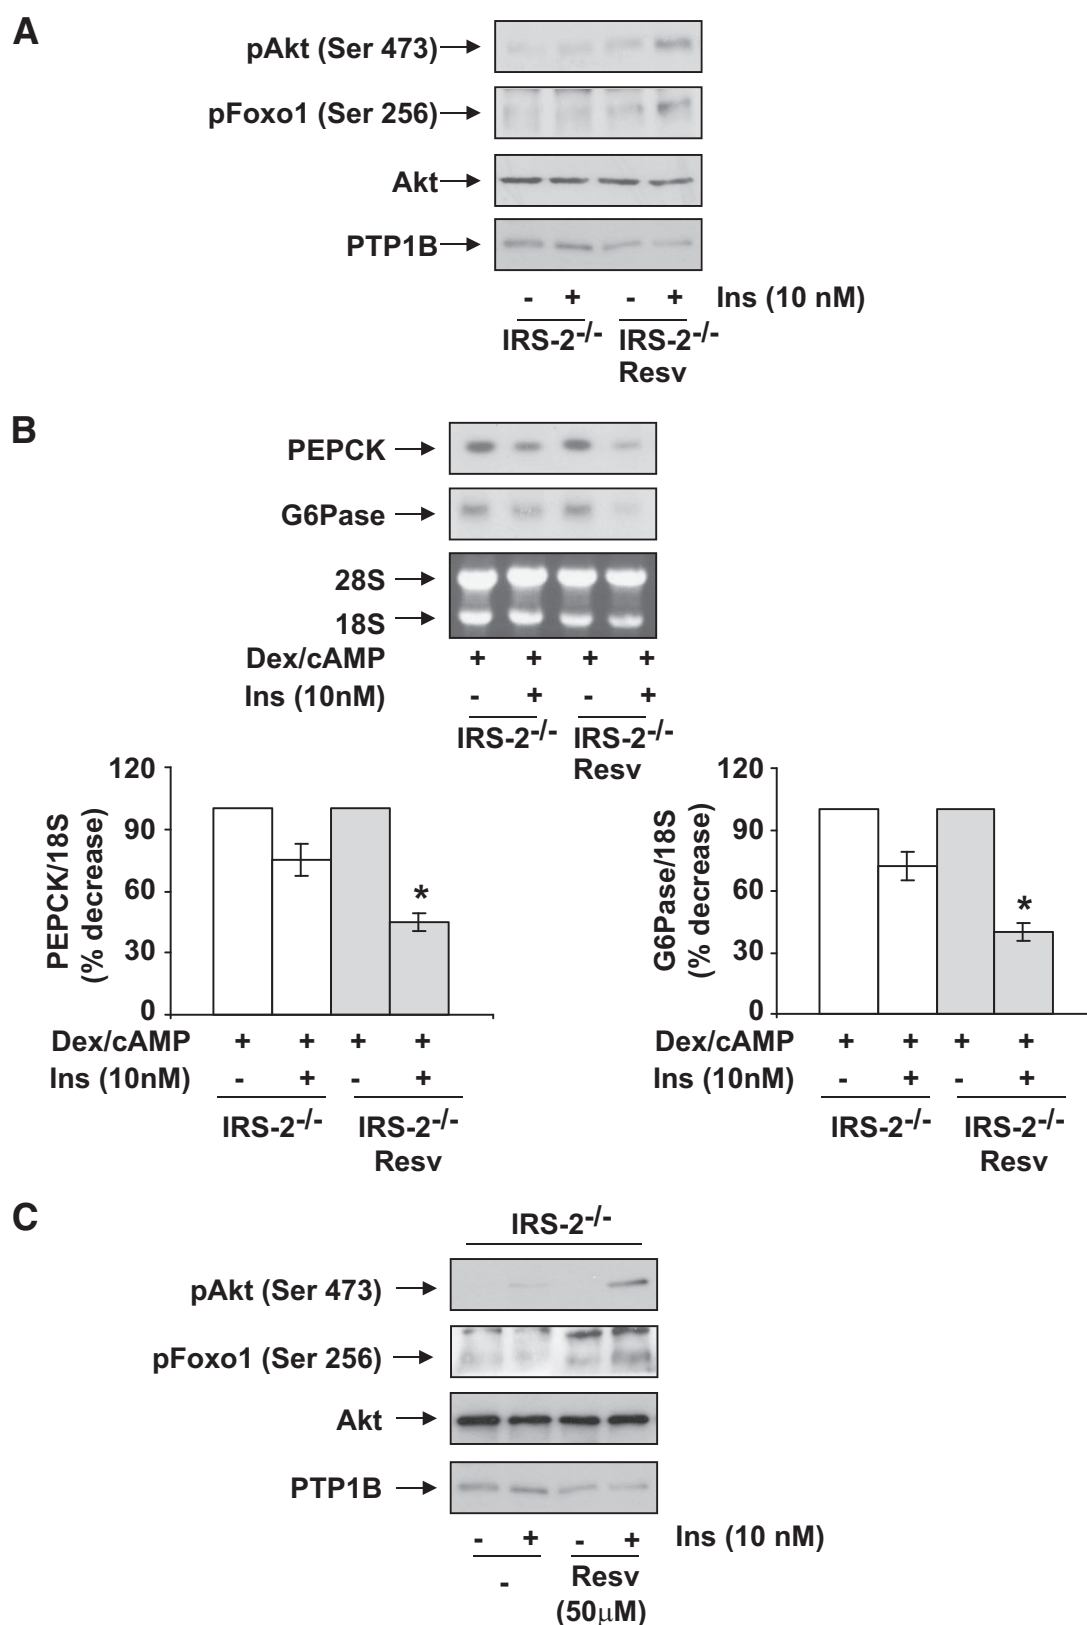 A
pAkt (Ser 473)
pFoxo1 (Ser 256)
Akt
PTP1B
- + - + Ins (10 nM)
IRS-2-/- IRS-2-/-
Resv
B
PEPCK
G6Pase
28S
18S
Dex/cAMP + + + +
Ins (10nM) - + - +
IRS-2-/- IRS-2-/-
Resv
PEPCK/18S
(% decrease)
120
90
60
30
0
*
Dex/cAMP + + + +
Ins (10nM) - + - +
IRS-2-/- IRS-2-/-
Resv
G6Pase/18S
(% decrease)
120
90
60
30
0
*
Dex/cAMP + + + +
Ins (10nM) - + - +
IRS-2-/- IRS-2-/-
Resv
C
IRS-2-/-
pAkt (Ser 473)
pFoxo1 (Ser 256)
Akt
PTP1B
- + - + Ins (10 nM)
- Resv
(50μM)